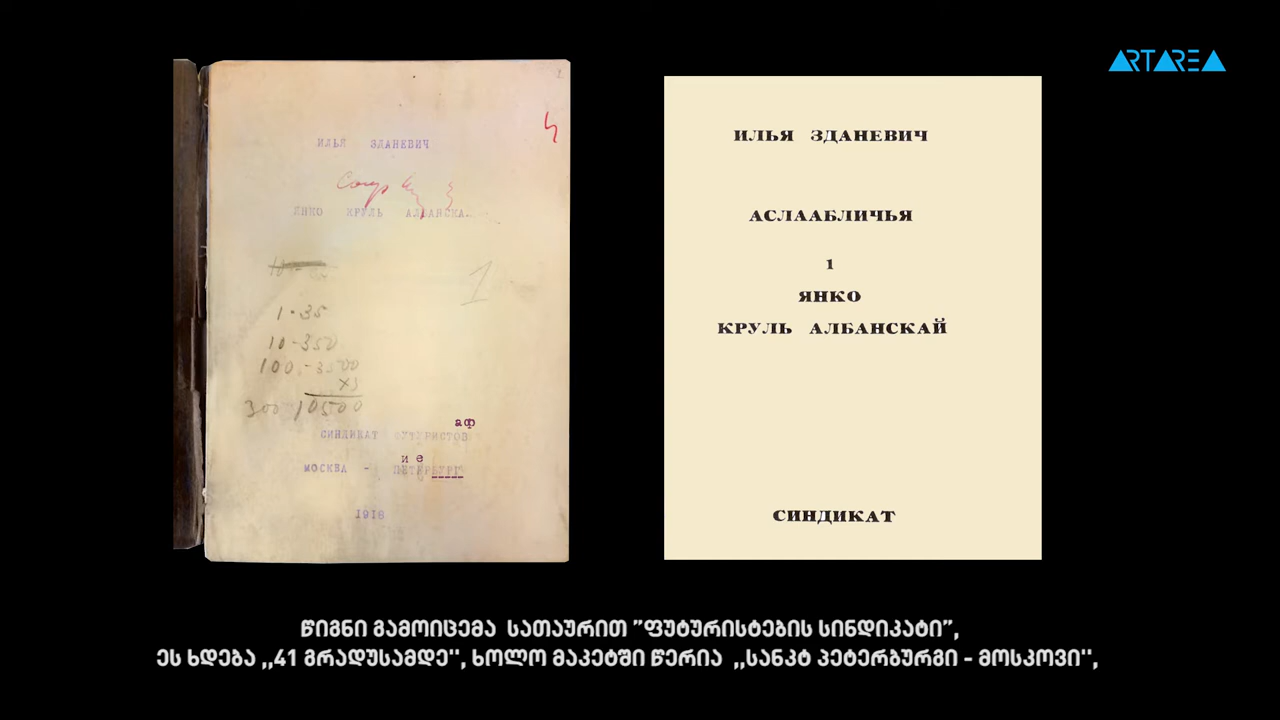 ARTAREA
ИЛЬЯ ЗДАНЕВИЧ
ЯНКО КРУЛЬ АЛБАНСКА
1
1 · 35
10 - 350
100 - 3500
x3
300 10500
аф
СИНДИКАТ ФУТУРИСТОВ
и е
МОСКВА - ПЕТЕРБУРГ
1918
ИЛЬЯ ЗДАНЕВИЧ
АСЛААБЛИЧЬЯ
1
ЯНКО
КРУЛЬ АЛБАНСКАЙ
СИНДИКАТ
წიგნი გამოიცემა სათაურით "ფუტურისტების სინდიკატი",
ეს ხდება ,,41 გრადუსამდე", ხოლო მაკეტში წერია ,,სანკტ პეტერბურგი - მოსკოვი",